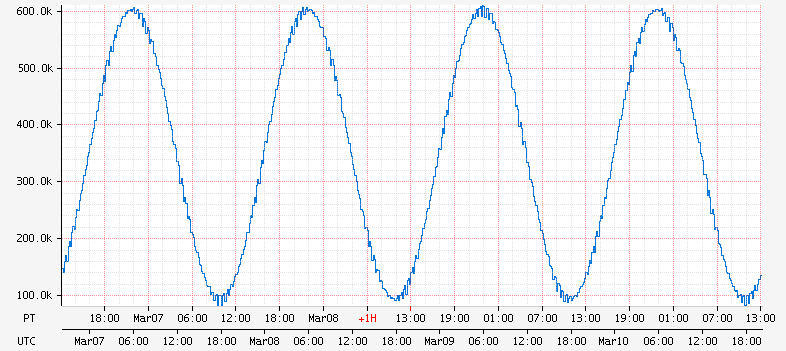 600.0k
500.0k
400.0k
300.0k
200.0k
100.0k
PT 18:00 Mar07 06:00 12:00 18:00 Mar08 +1H 13:00 19:00 01:00 07:00 13:00 19:00 01:00 07:00 13:00
UTC Mar07 06:00 12:00 18:00 Mar08 06:00 12:00 18:00 Mar09 06:00 12:00 18:00 Mar10 06:00 12:00 18:00